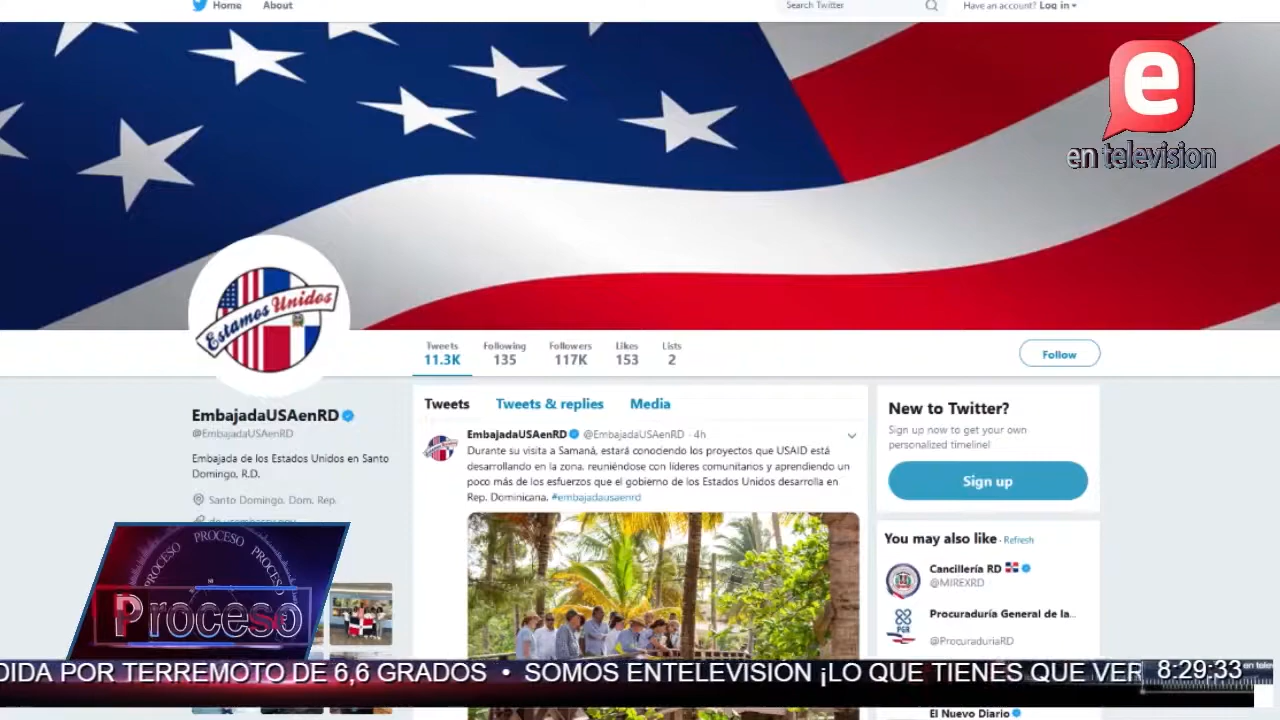 Home About Search Twitter Have an account? Log in
e
en television
Estamos Unidos
Tweets Following Followers Likes Lists
11.3K 135 117K 153 2
Follow
EmbajadaUSAenRD
@EmbajadaUSAenRD
Embajada de los Estados Unidos en Santo
Domingo, R.D.
Santo Domingo, Dom. Rep.
Tweets Tweets & replies Media
EmbajadaUSAenRD @EmbajadaUSAenRD · 4h
Durante su visita a Samaná, estará conociendo los proyectos que USAID está
desarrollando en la zona, reuniéndose con líderes comunitarios y aprendiendo un
poco más de los esfuerzos que el gobierno de los Estados Unidos desarrolla en
Rep. Dominicana. #embajadausaenrd
New to Twitter?
Sign up now to get your own
personalized timeline!
Sign up
You may also like · Refresh
Cancillería RD
@MIREXRD
Procuraduría General de la...
PGR
@ProcuraduriaRD
El Nuevo Diario
PROCESO PROCESO PROCESO
Proceso
DIDA POR TERREMOTO DE 6,6 GRADOS • SOMOS ENTELEVISIÓN ¡LO QUE TIENES QUE VER
8:29:33